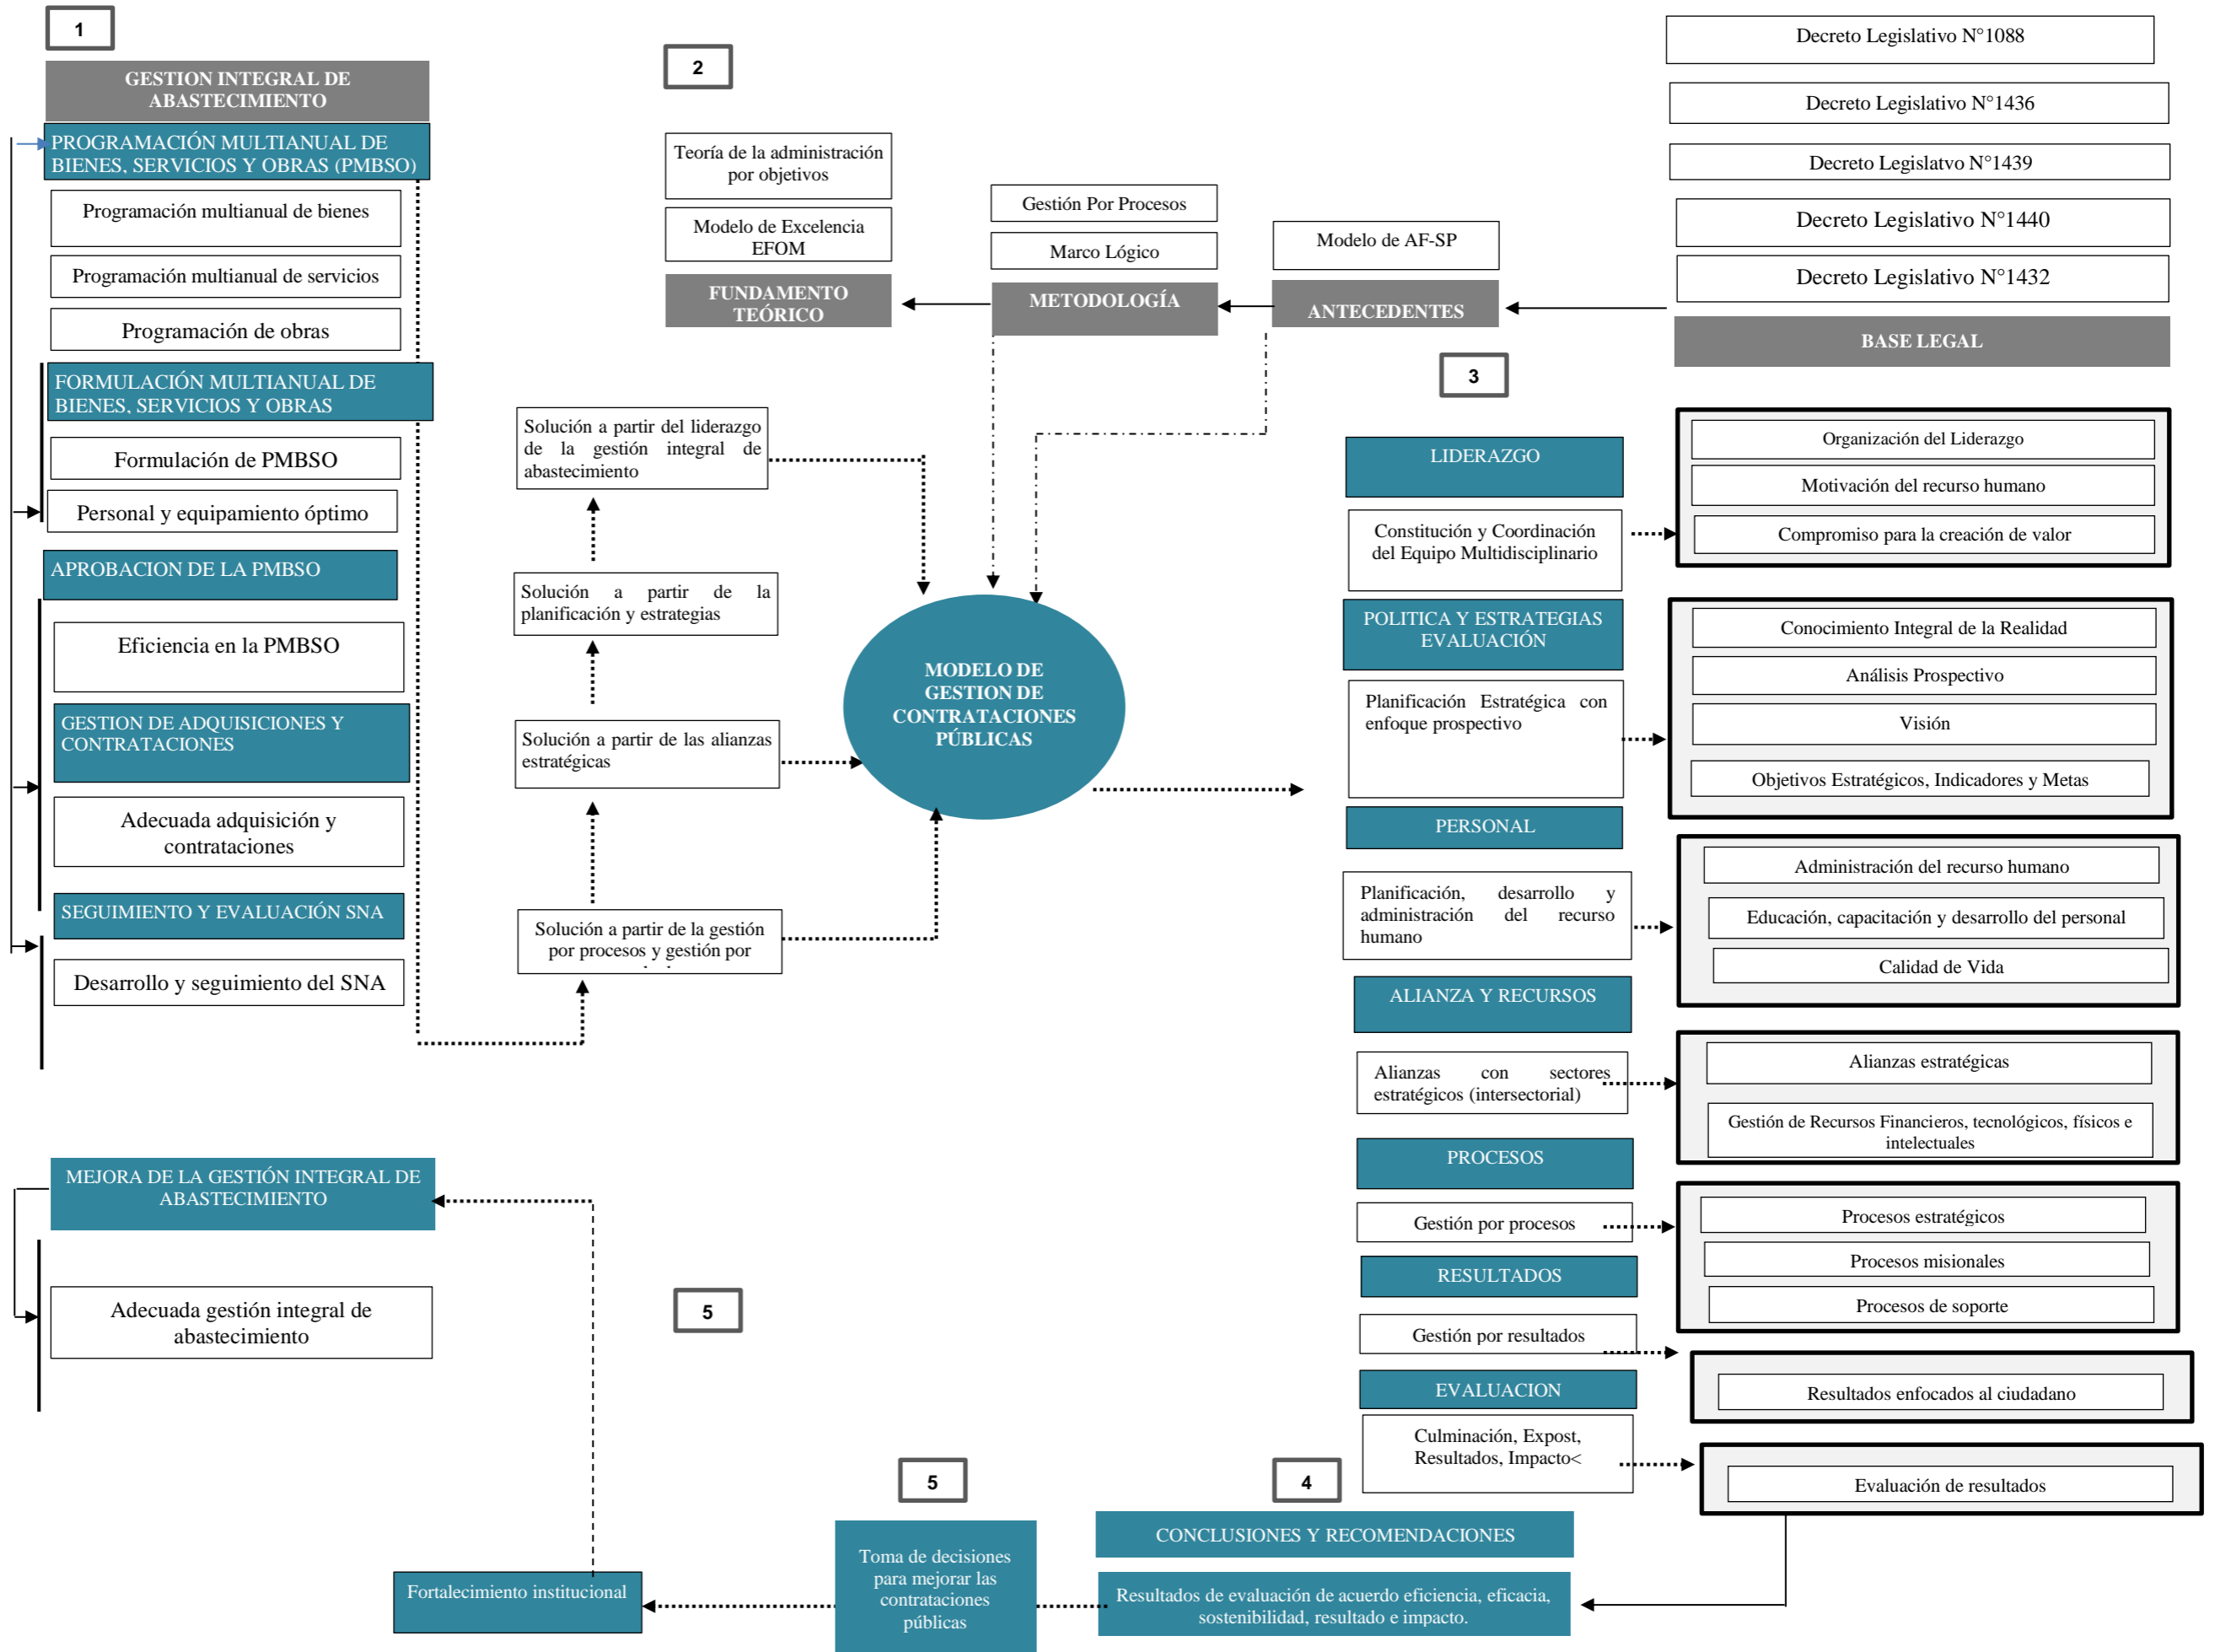 1
GESTION INTEGRAL DE
ABASTECIMIENTO
PROGRAMACIÓN MULTIANUAL DE
BIENES, SERVICIOS Y OBRAS (PMBSO)
Programación multianual de bienes
Programación multianual de servicios
Programación de obras
FORMULACIÓN MULTIANUAL DE
BIENES, SERVICIOS Y OBRAS
Formulación de PMBSO
Personal y equipamiento óptimo
APROBACION DE LA PMBSO
Eficiencia en la PMBSO
GESTION DE ADQUISICIONES Y
CONTRATACIONES
Adecuada adquisición y
contrataciones
SEGUIMIENTO Y EVALUACIÓN SNA
Desarrollo y seguimiento del SNA
2
Teoría de la administración
por objetivos
Modelo de Excelencia
EFOM
FUNDAMENTO
TEÓRICO
Gestión Por Procesos
Marco Lógico
METODOLOGÍA
Modelo de AF-SP
ANTECEDENTES
Decreto Legislativo N°1088
Decreto Legislativo N°1436
Decreto Legislatvo N°1439
Decreto Legislativo N°1440
Decreto Legislativo N°1432
BASE LEGAL
Solución a partir del liderazgo
de la gestión integral de
abastecimiento
Solución a partir de la
planificación y estrategias
Solución a partir de las alianzas
estratégicas
Solución a partir de la gestión
por procesos y gestión por
MODELO DE
GESTION DE
CONTRATACIONES
PÚBLICAS
3
LIDERAZGO
Constitución y Coordinación
del Equipo Multidisciplinario
Organización del Liderazgo
Motivación del recurso humano
Compromiso para la creación de valor
POLITICA Y ESTRATEGIAS
EVALUACIÓN
Planificación Estratégica con
enfoque prospectivo
Conocimiento Integral de la Realidad
Análisis Prospectivo
Visión
Objetivos Estratégicos, Indicadores y Metas
PERSONAL
Planificación, desarrollo y
administración del recurso
humano
Administración del recurso humano
Educación, capacitación y desarrollo del personal
Calidad de Vida
ALIANZA Y RECURSOS
Alianzas con sectores
estratégicos (intersectorial)
Alianzas estratégicas
Gestión de Recursos Financieros, tecnológicos, físicos e
intelectuales
PROCESOS
Gestión por procesos
Procesos estratégicos
Procesos misionales
Procesos de soporte
RESULTADOS
Gestión por resultados
Resultados enfocados al ciudadano
EVALUACION
Culminación, Expost,
Resultados, Impacto<
Evaluación de resultados
4
CONCLUSIONES Y RECOMENDACIONES
Resultados de evaluación de acuerdo eficiencia, eficacia,
sostenibilidad, resultado e impacto.
5
Toma de decisiones
para mejorar las
contrataciones
públicas
Fortalecimiento institucional
5
MEJORA DE LA GESTIÓN INTEGRAL DE
ABASTECIMIENTO
Adecuada gestión integral de
abastecimiento